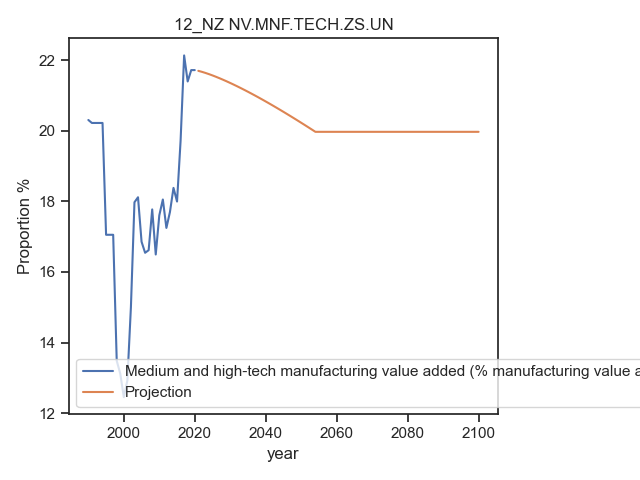 12_NZ NV.MNF.TECH.ZS.UN
Proportion %
22
20
18
16
14
12
Medium and high-tech manufacturing value added (% manufacturing value
Projection
2000
2020
2040
2060
2080
2100
year